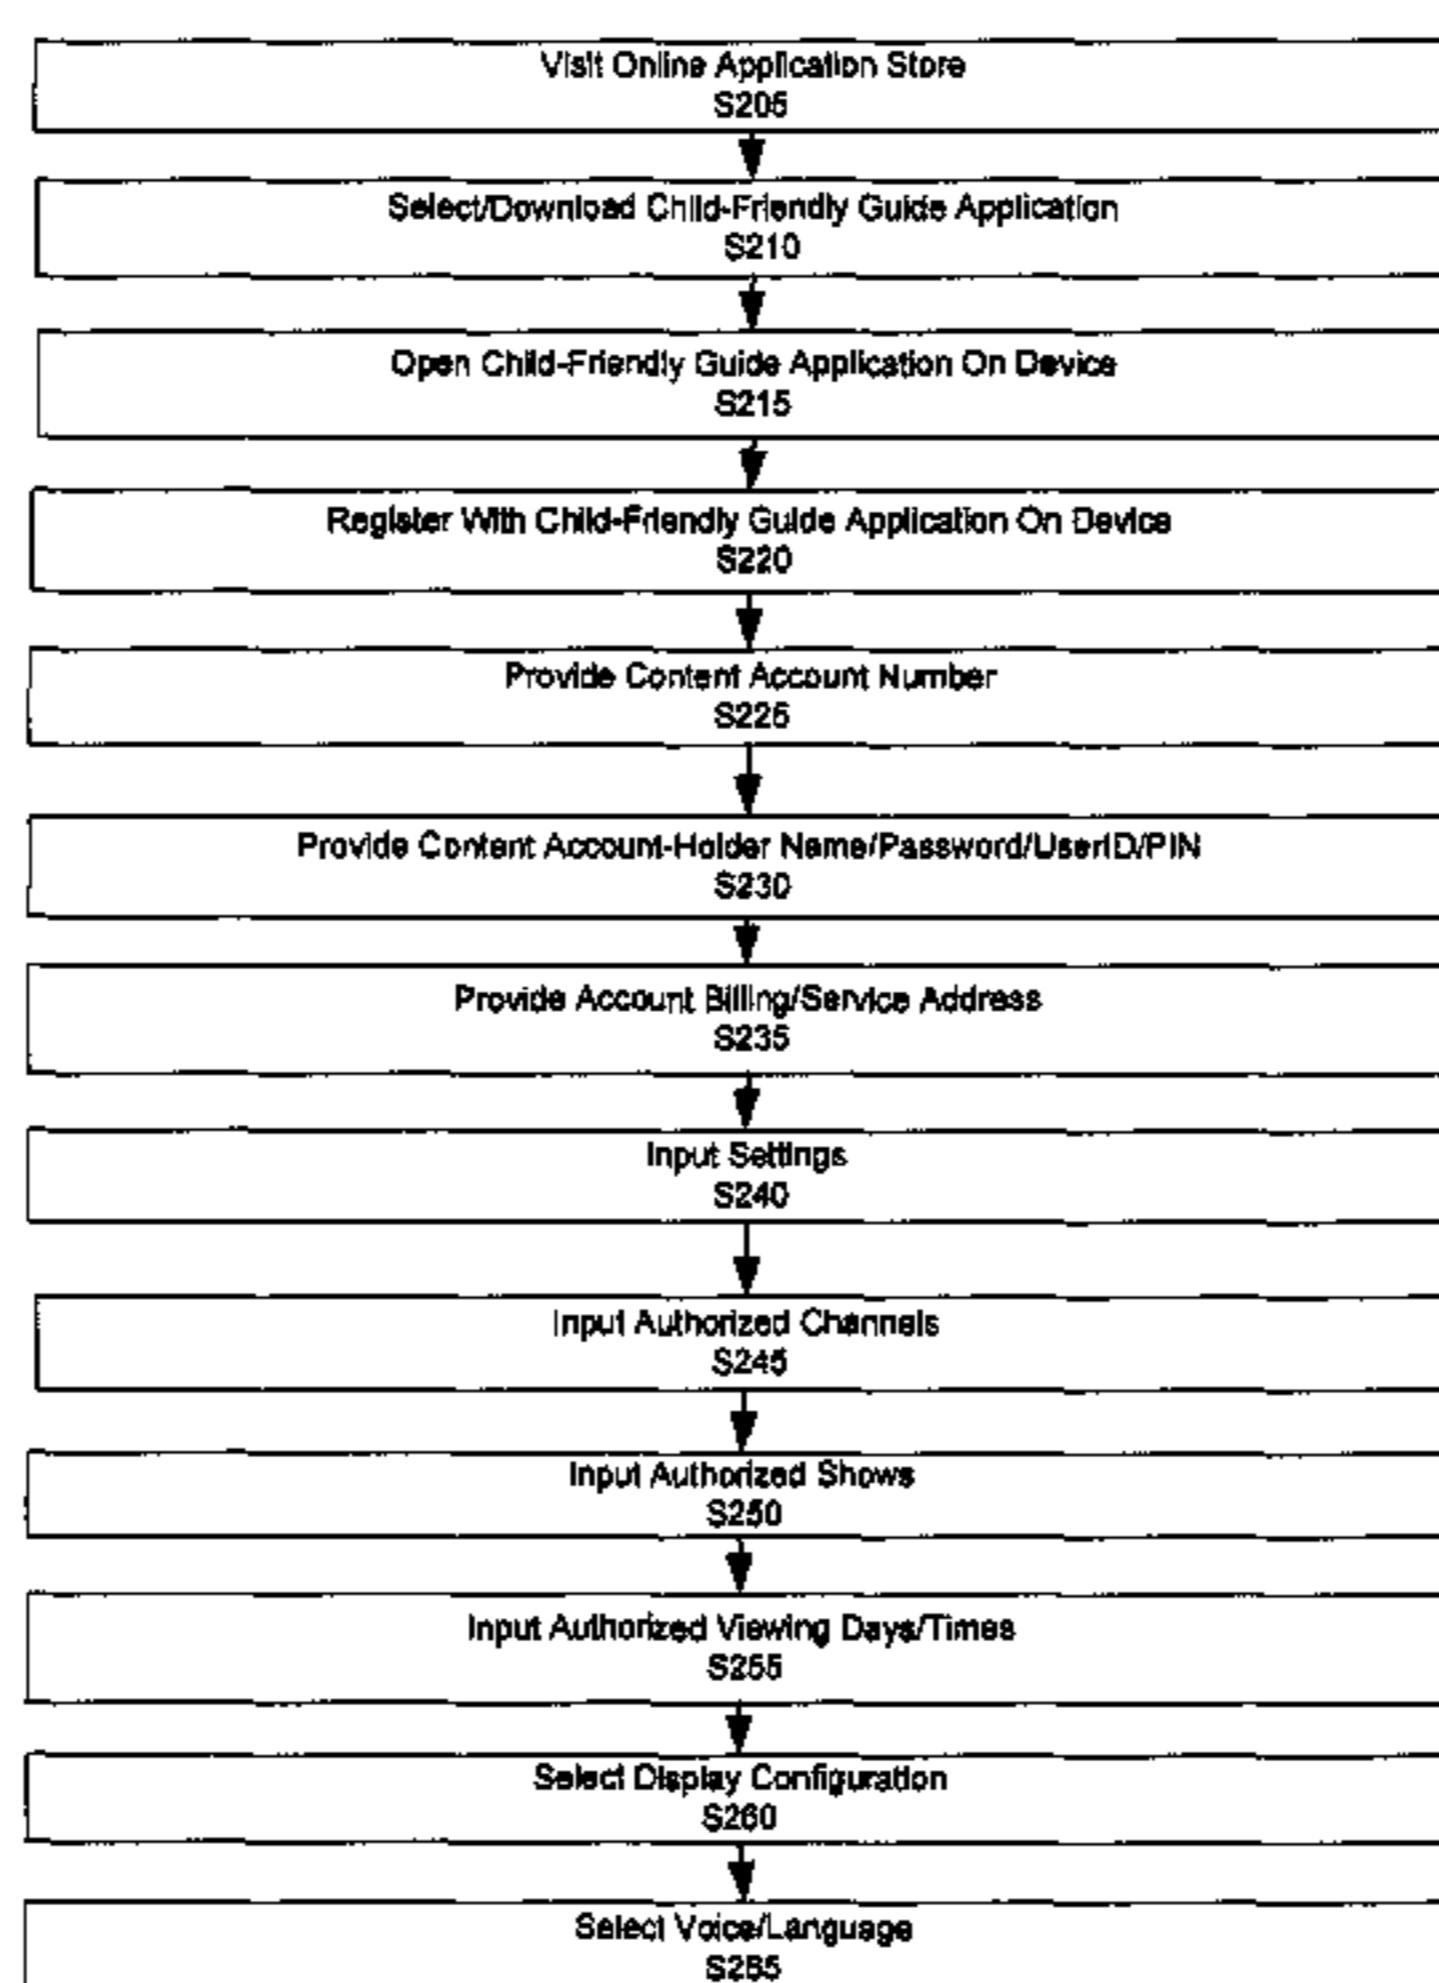 Visit Online Application Store
S205
Select/Download Child-Friendly Guide Application
S210
Open Child-Friendly Guide Application On Device
S215
Register With Child-Friendly Guide Application On Device
S220
Provide Content Account Number
S225
Provide Content Account-Holder Name/Password/UserID/PIN
S230
Provide Account Billing/Service Address
S235
Input Settings
S240
Input Authorized Channels
S245
Input Authorized Shows
S250
Input Authorized Viewing Days/Times
S255
Select Display Configuration
S260
Select Voice/Language
S265